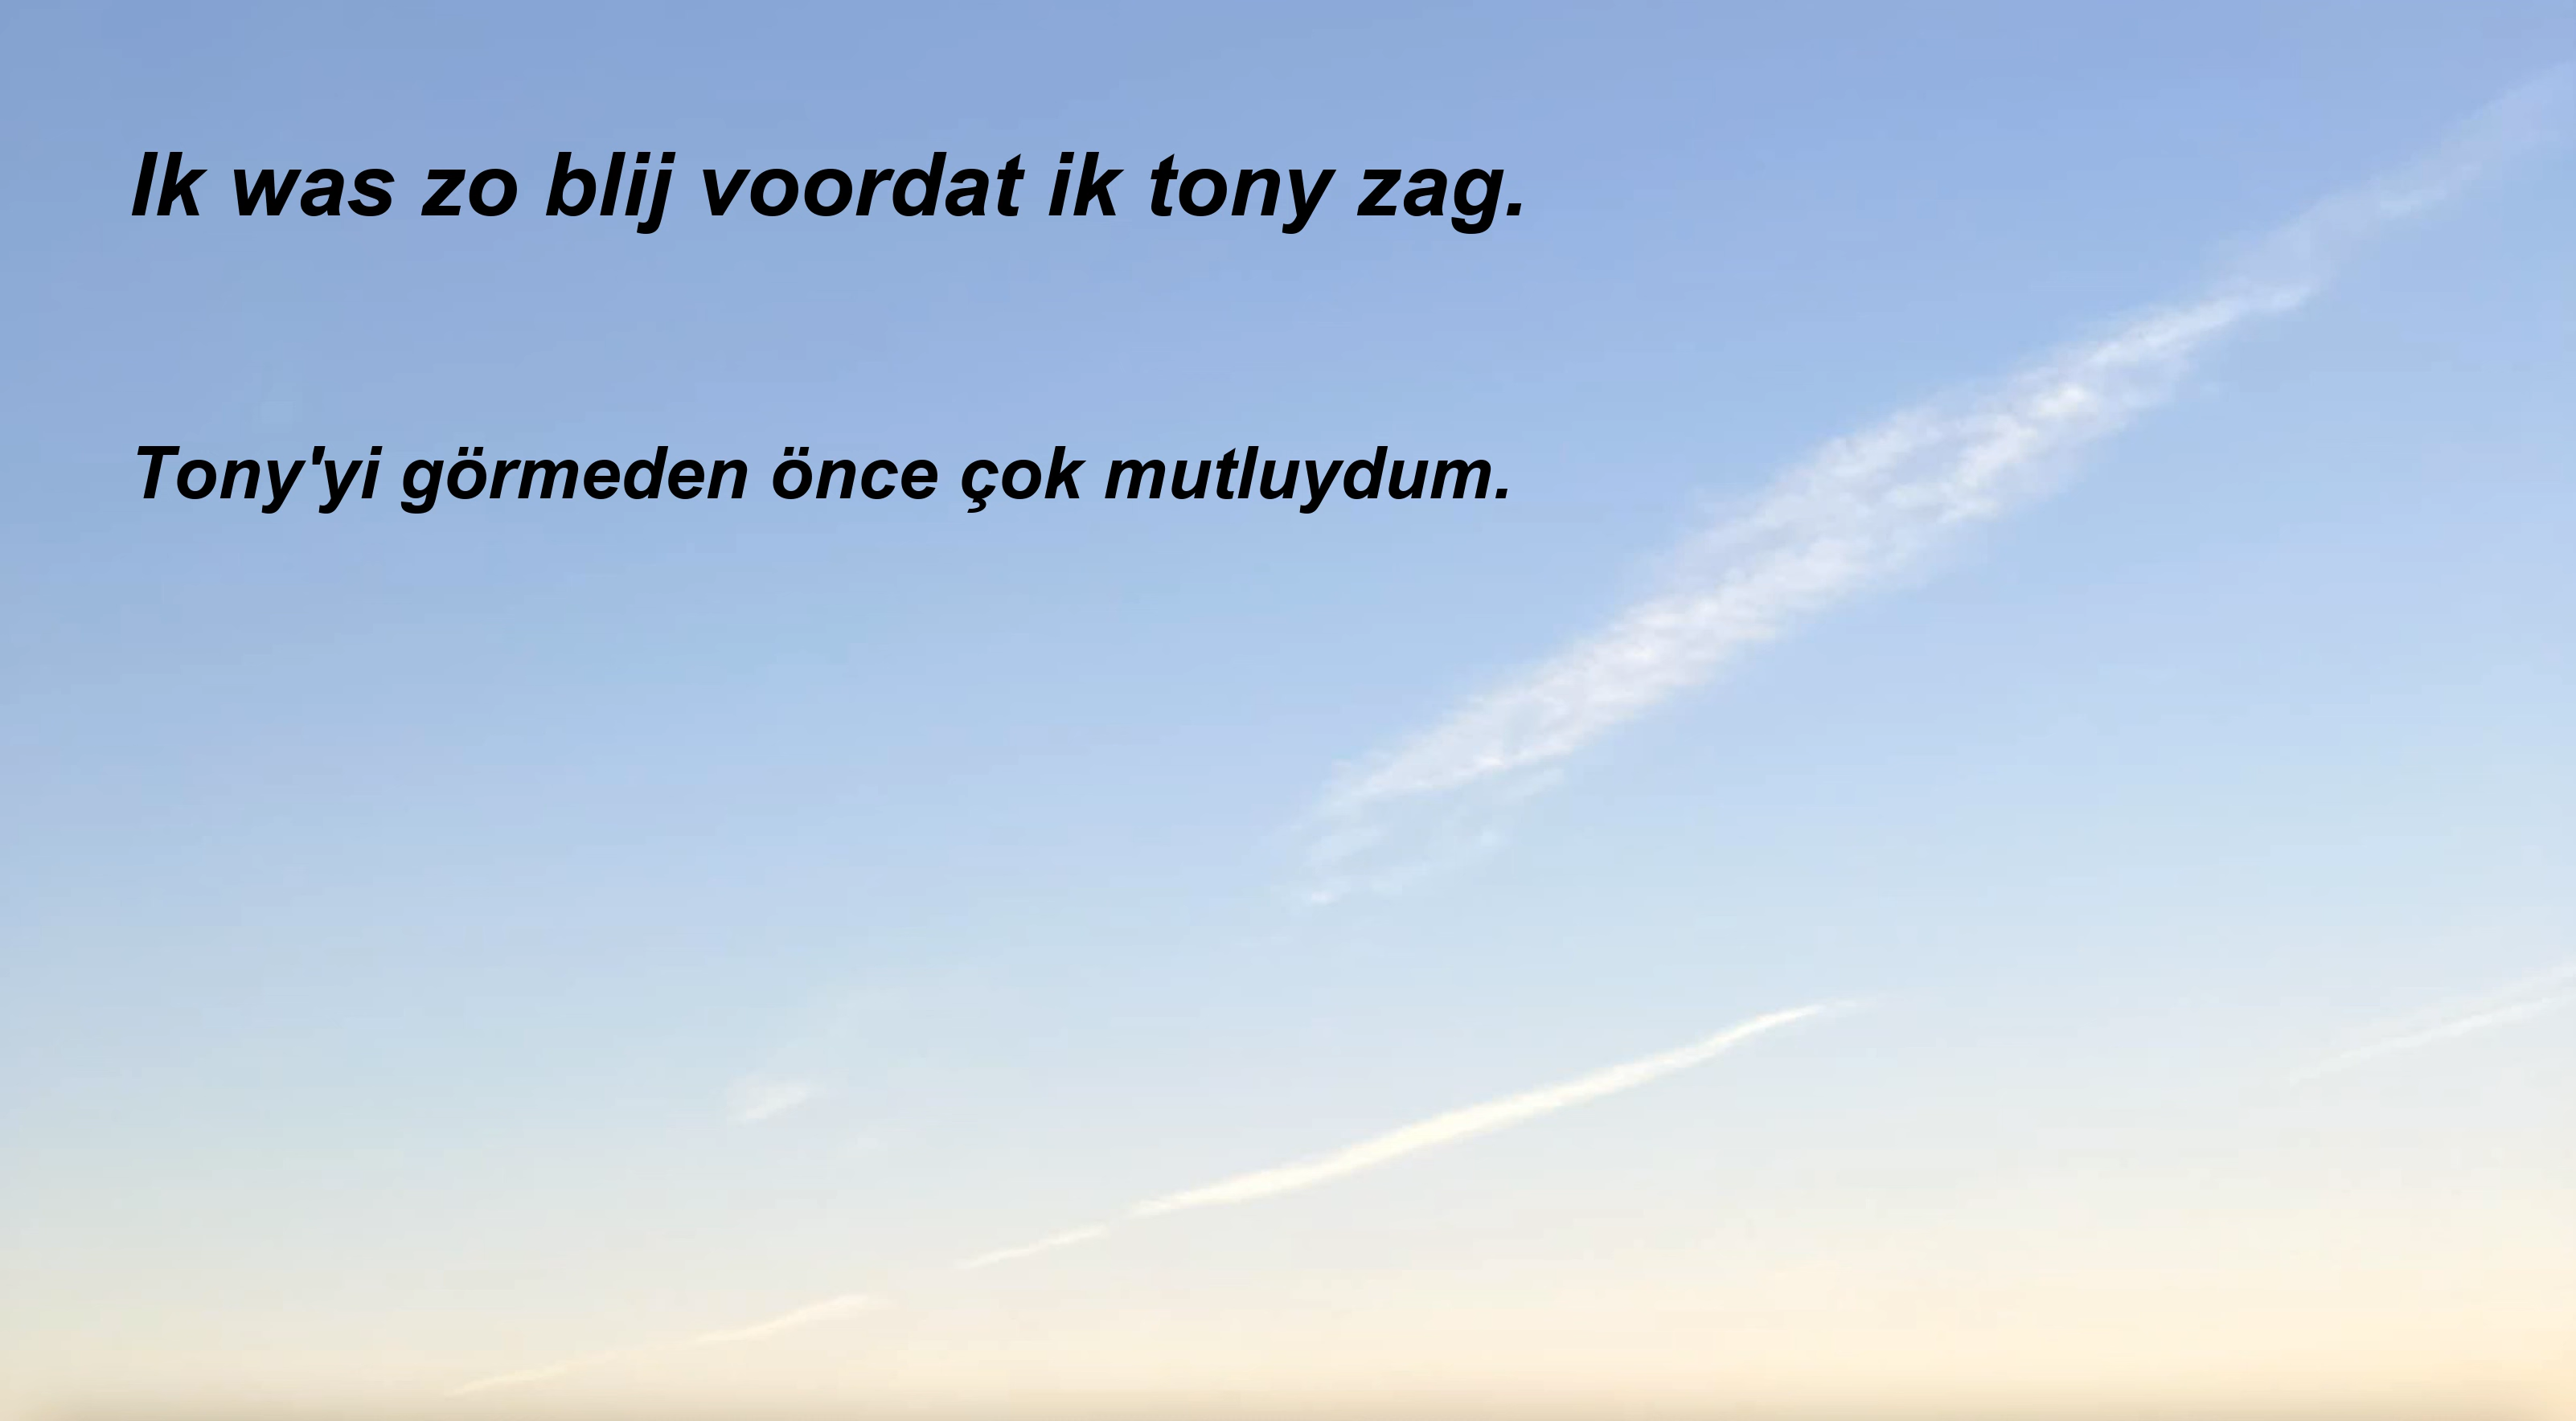 Ik was zo blij voordat ik tony zag.
Tony'yi görmeden önce çok mutluydum.